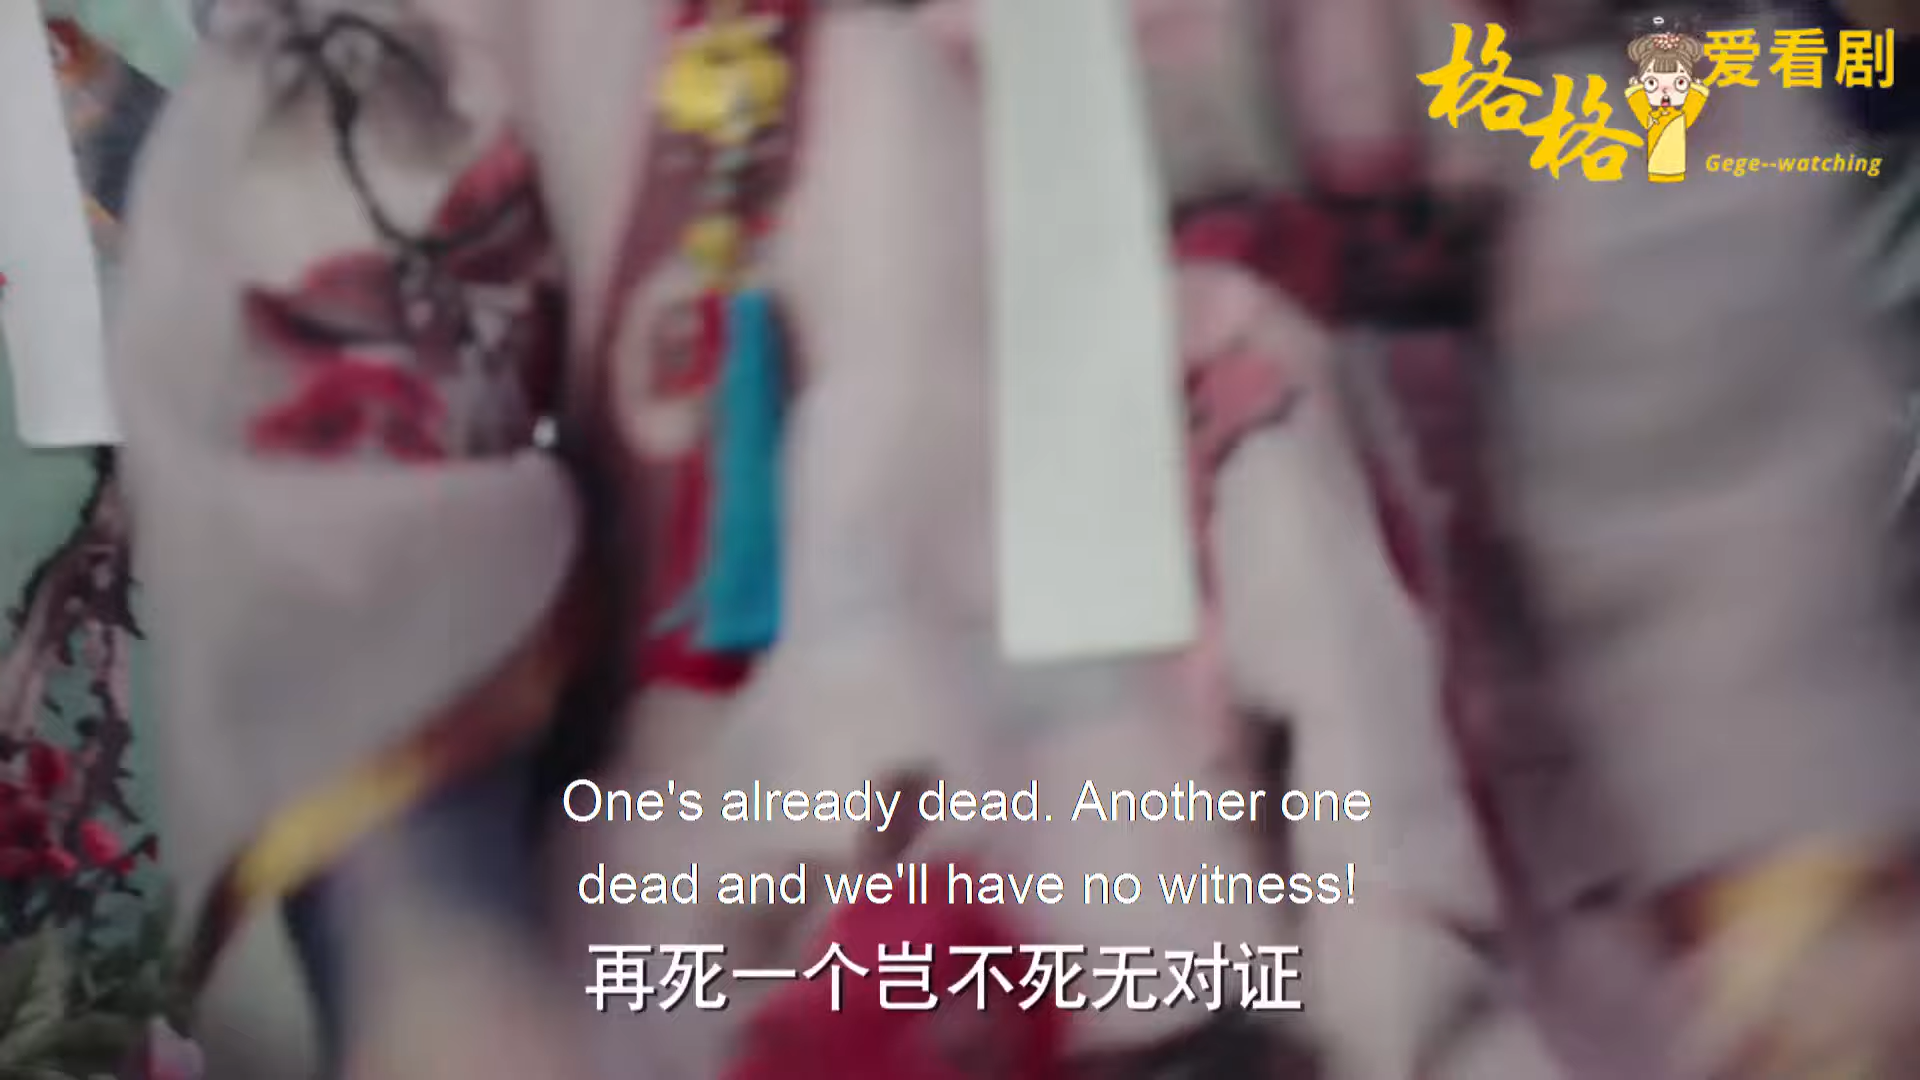 格格爱看剧
Gege--watching
One's already dead. Another one
dead and we'll have no witness!
再死一个岂不死无对证